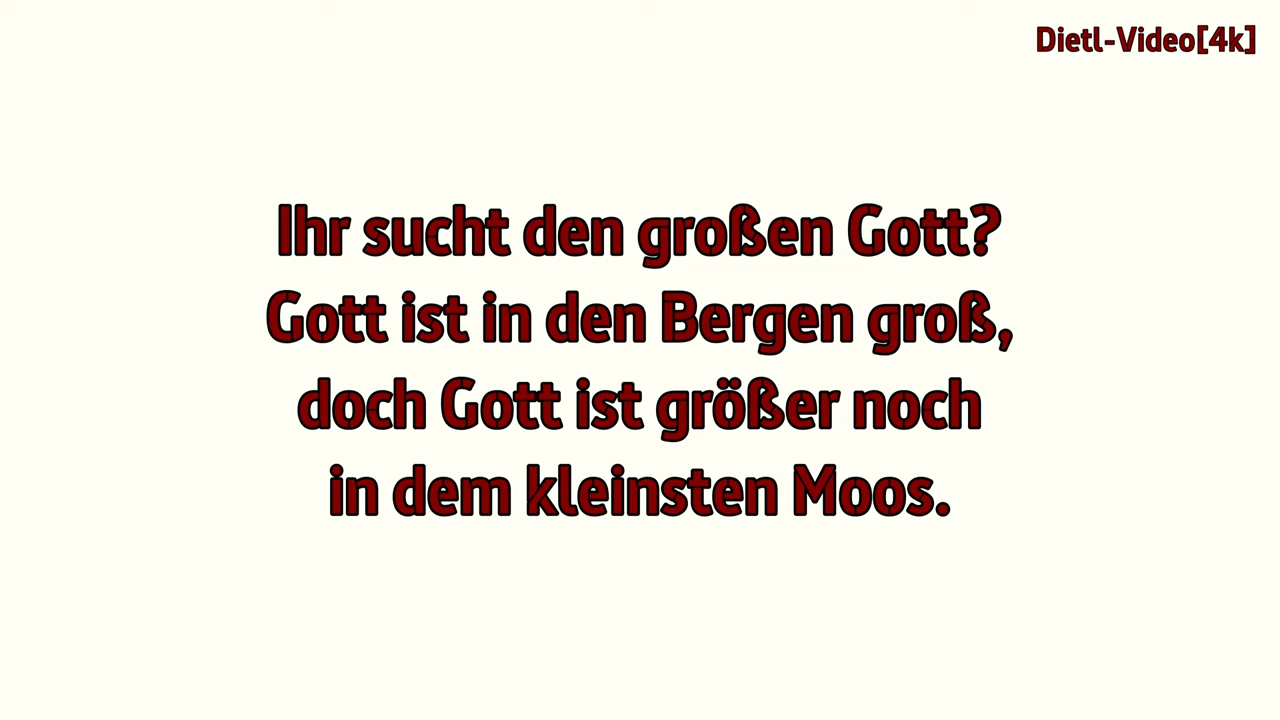 Dietl-Video[4k]
Ihr sucht den großen Gott?
Gott ist in den Bergen groß,
doch Gott ist größer noch
in dem kleinsten Moos.